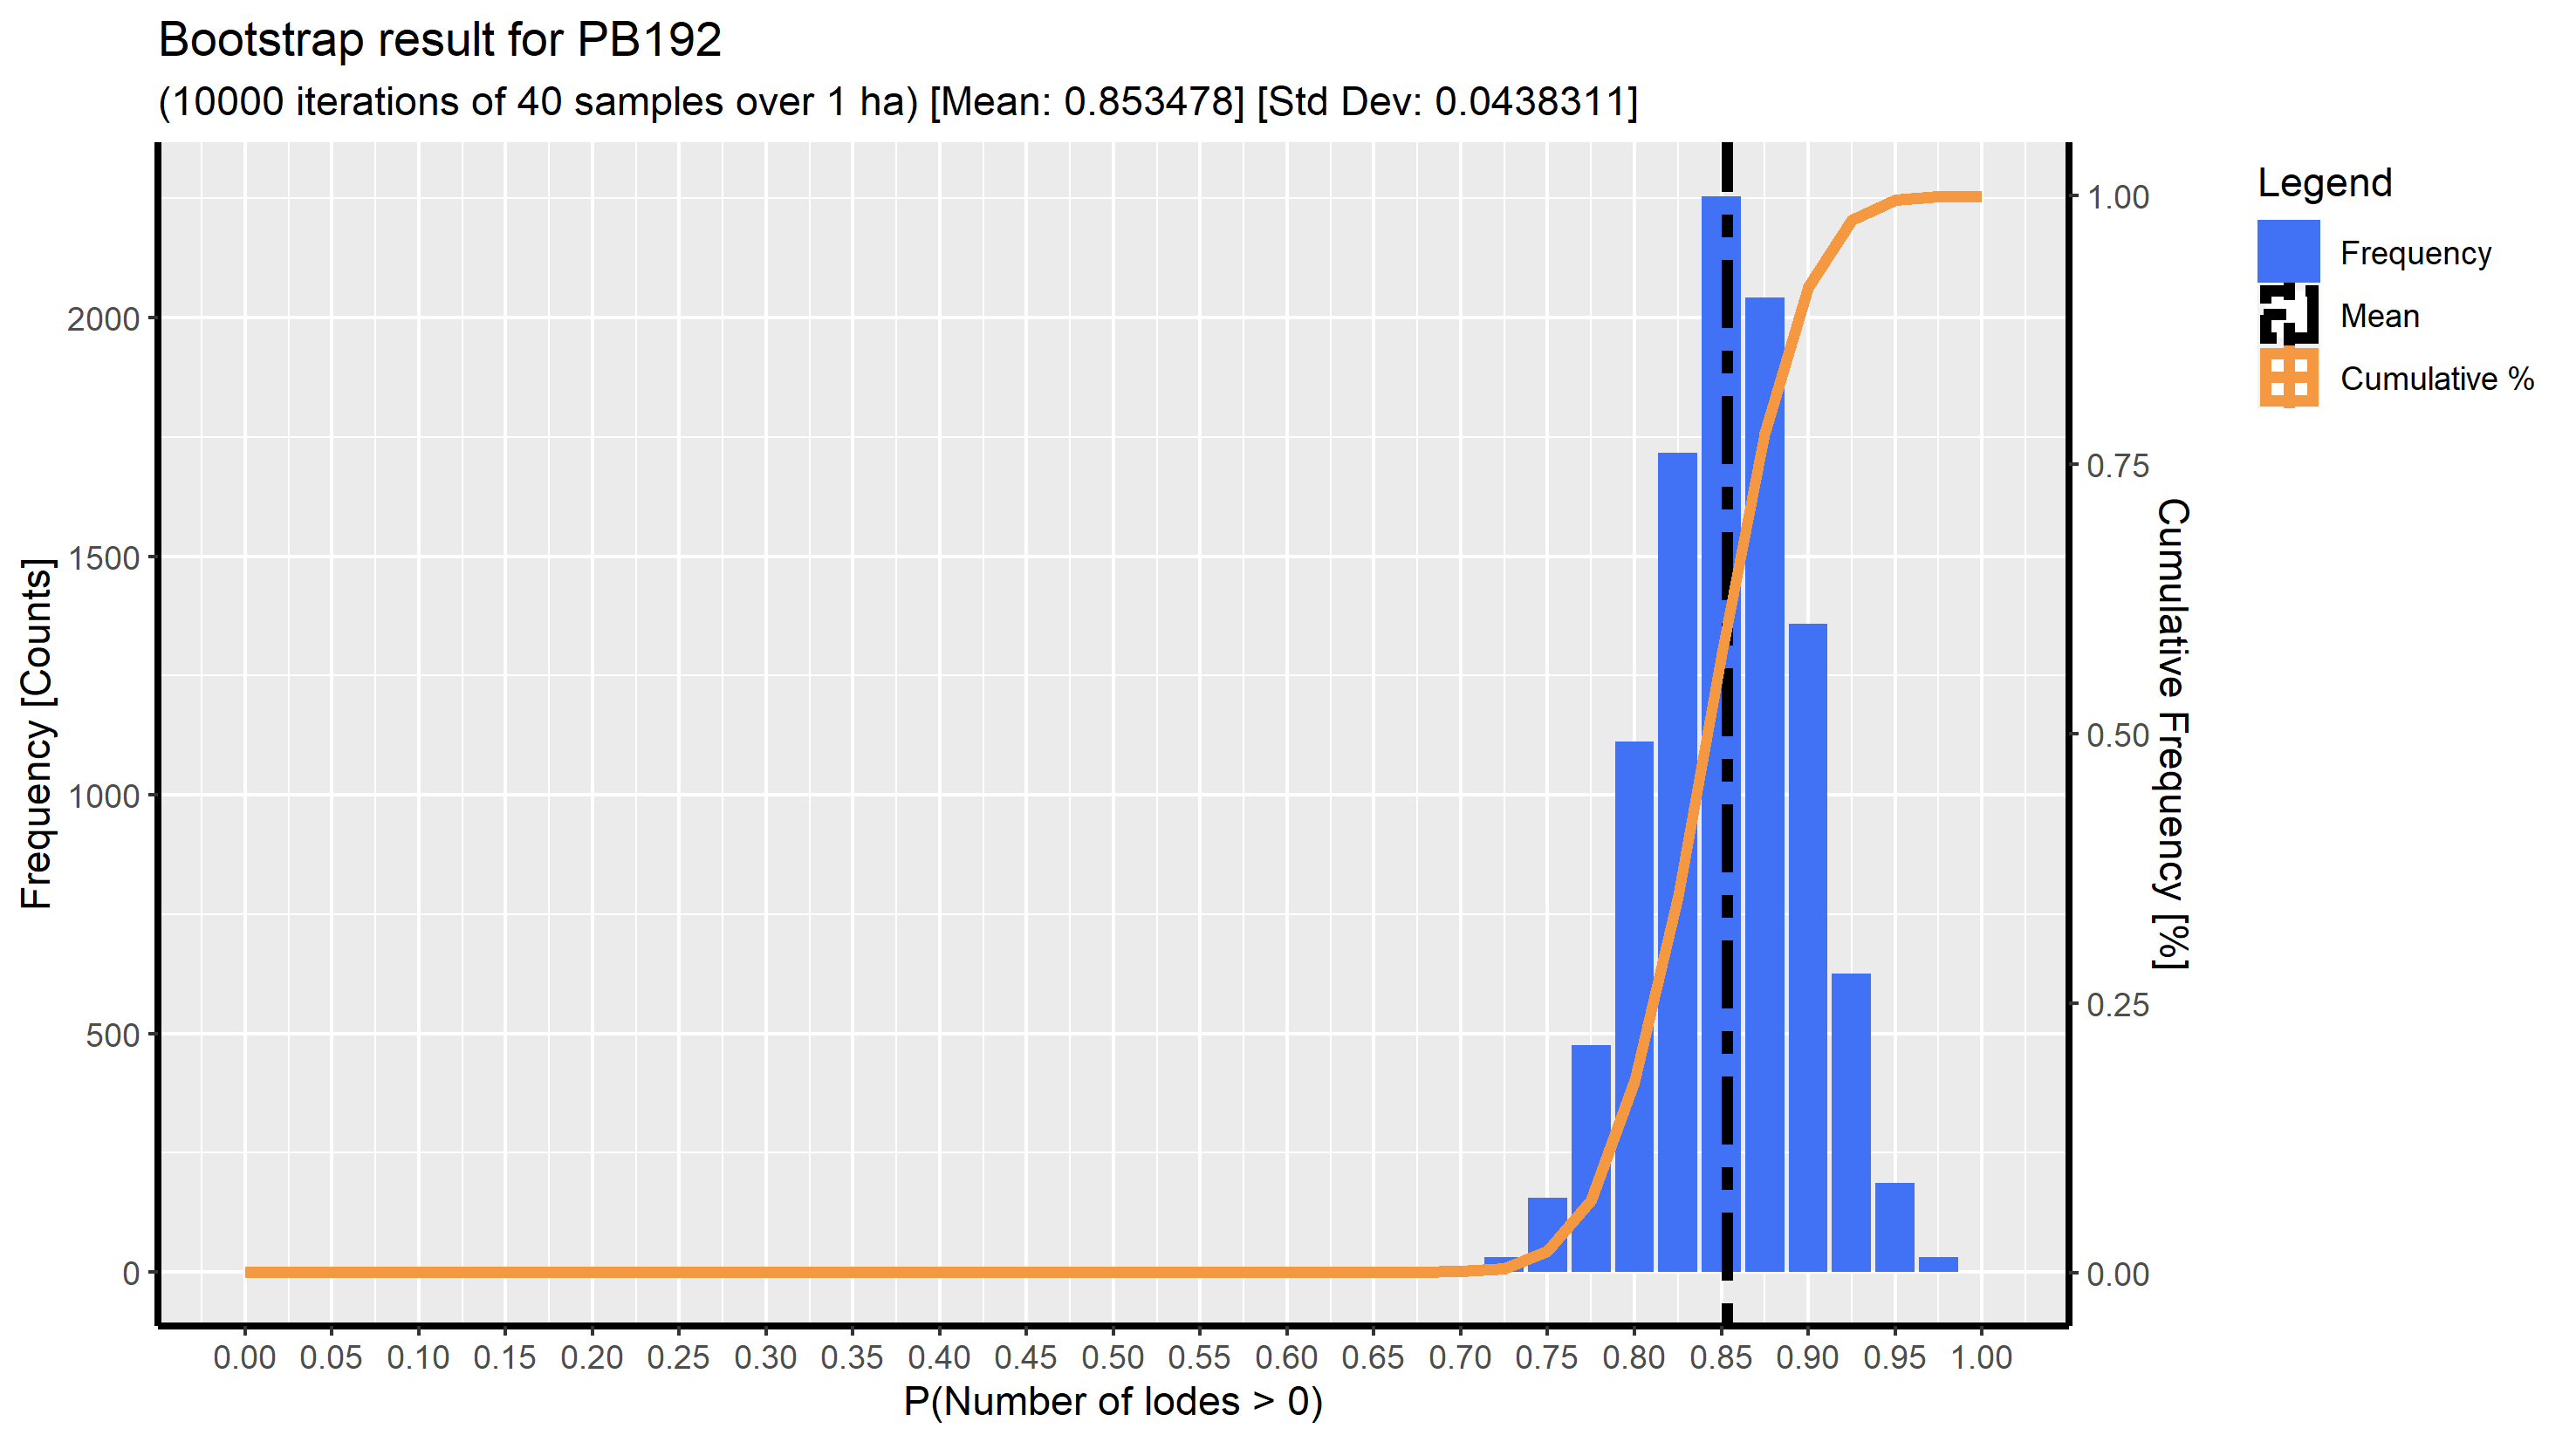 Bootstrap result for PB192
(10000 iterations of 40 samples over 1 ha) [Mean: 0.853478] [Std Dev: 0.0438311]
Frequency [Counts]
2000
1500
1000
500
0
0.00 0.05 0.10 0.15 0.20 0.25 0.30 0.35 0.40 0.45 0.50 0.55 0.60 0.65 0.70 0.75 0.80 0.85 0.90 0.95 1.00
P(Number of lodes > 0)
1.00
0.75
0.50
0.25
0.00
Cumulative Frequency [%]
Legend
Frequency
Mean
Cumulative %